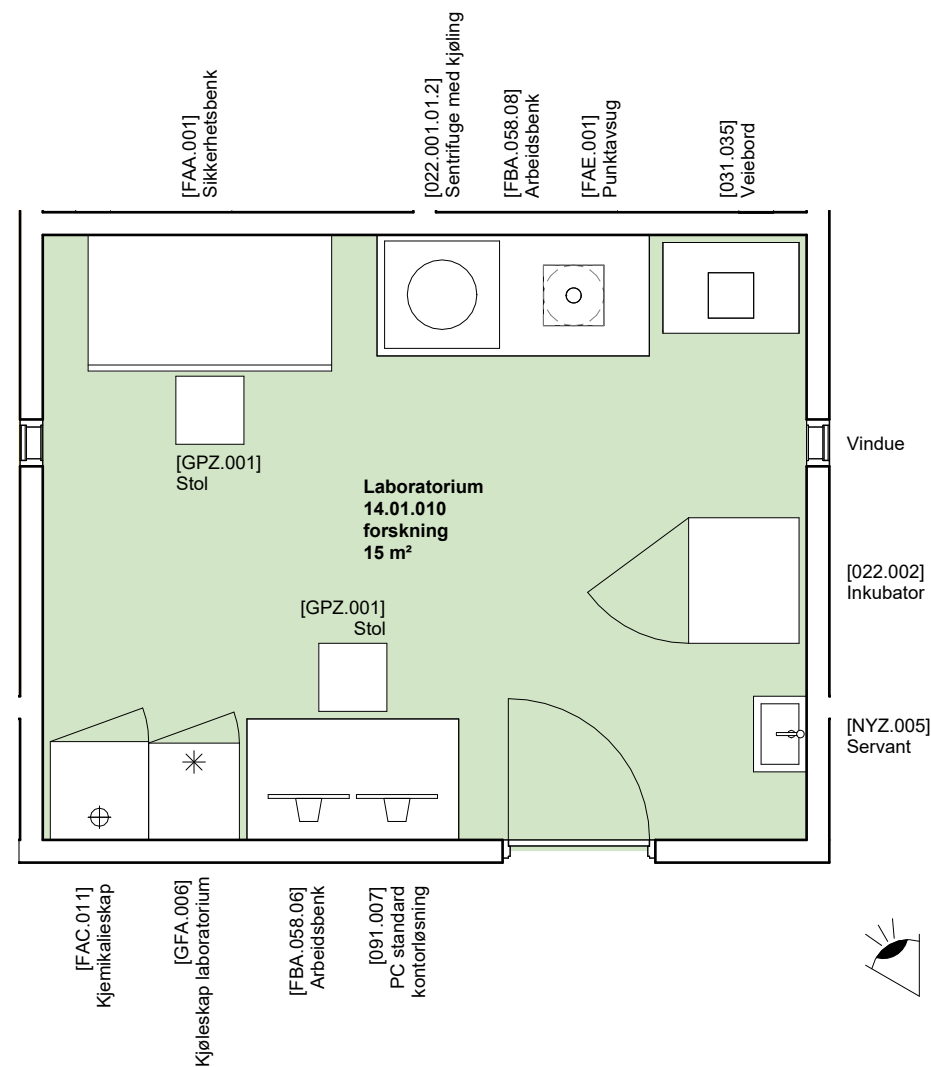 [FAA.001]
Sikkerhetsbenk
[022.001.01.2]
Sentrifuge med kjøling
[FBA.058.08]
Arbeidsbenk
[FAE.001]
Punktavsug
[031.035]
Veiebord
Vindue
[GPZ.001]
Stol
Laboratorium
14.01.010
forskning
15 m²
[022.002]
Inkubator
[GPZ.001]
Stol
[NYZ.005]
Servant
[FAC.011]
Kjemikalieskap
[GFA.006]
Kjøleskap laboratorium
[FBA.058.06]
Arbeidsbenk
[091.007]
PC standard
kontorløsning